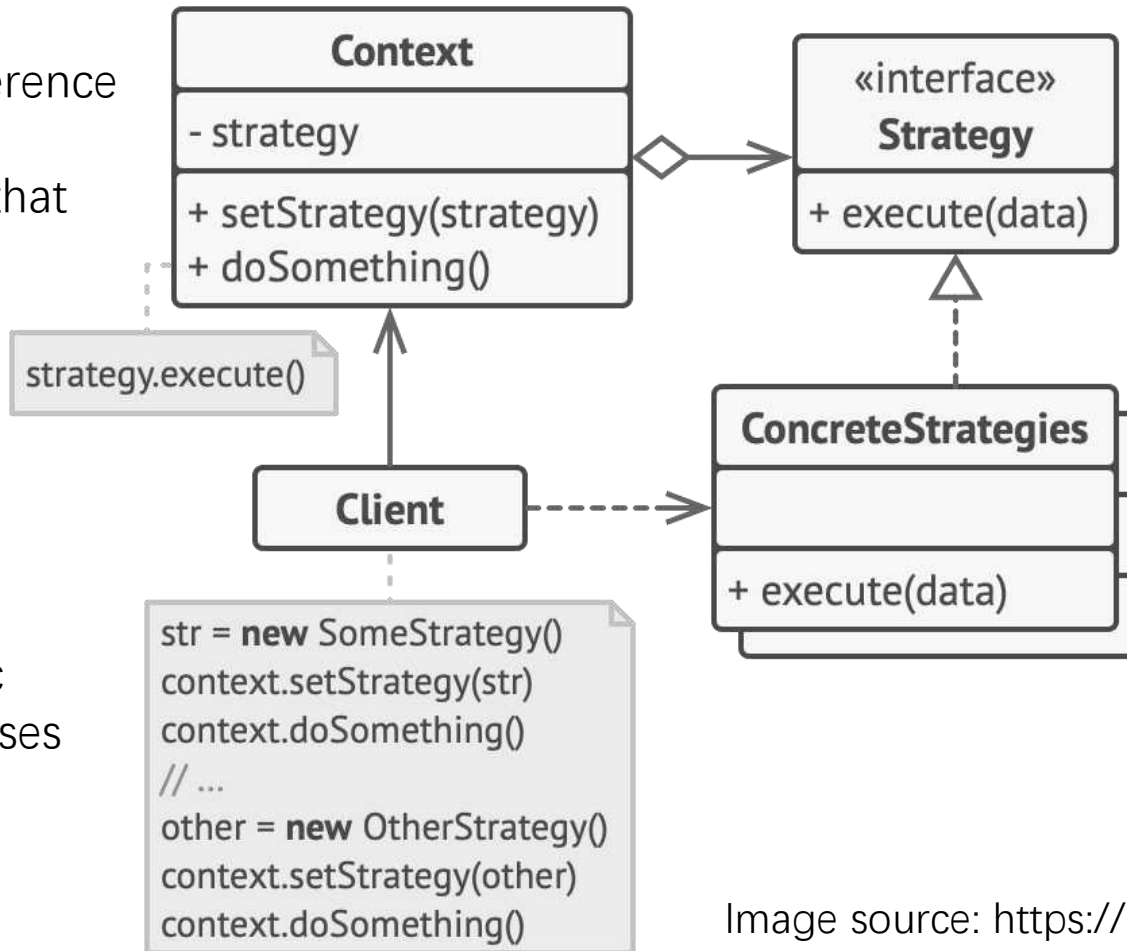 erence
that
Context
- strategy
+ setStrategy(strategy)
+ doSomething()
«interface»
Strategy
+ execute(data)
strategy.execute()
Client
ConcreteStrategies
+ execute(data)
str = new SomeStrategy()
context.setStrategy(str)
context.doSomething()
// ...
other = new OtherStrategy()
context.setStrategy(other)
context.doSomething()
c
ses
Image source: https://